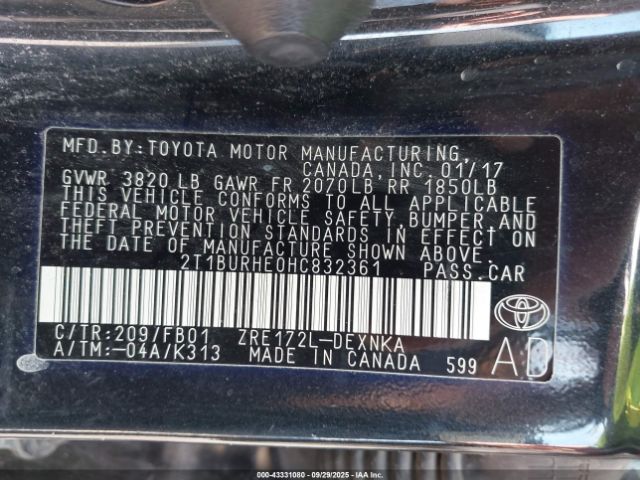 MFD.BY:TOYOTA MOTOR MANUFACTURING,
CANADA, INC. 01/17
GVWR 3820 LB GAWR FR 2070LB RR 1850LB
THIS VEHICLE CONFORMS TO ALL APPLICABLE
FEDERAL MOTOR VEHICLE SAFETY, BUMPER, AND
THEFT PREVENTION STANDARDS IN EFFECT ON
THE DATE OF MANUFACTURE SHOWN ABOVE.
2T1BURHE0HC832361 PASS.CAR
C/TR:209/FB01 ZRE172L-DEXNKA
A/TM:-04A/K313 MADE IN CANADA 599
AD
000-43331080 09/29/2025 IAAI.COM